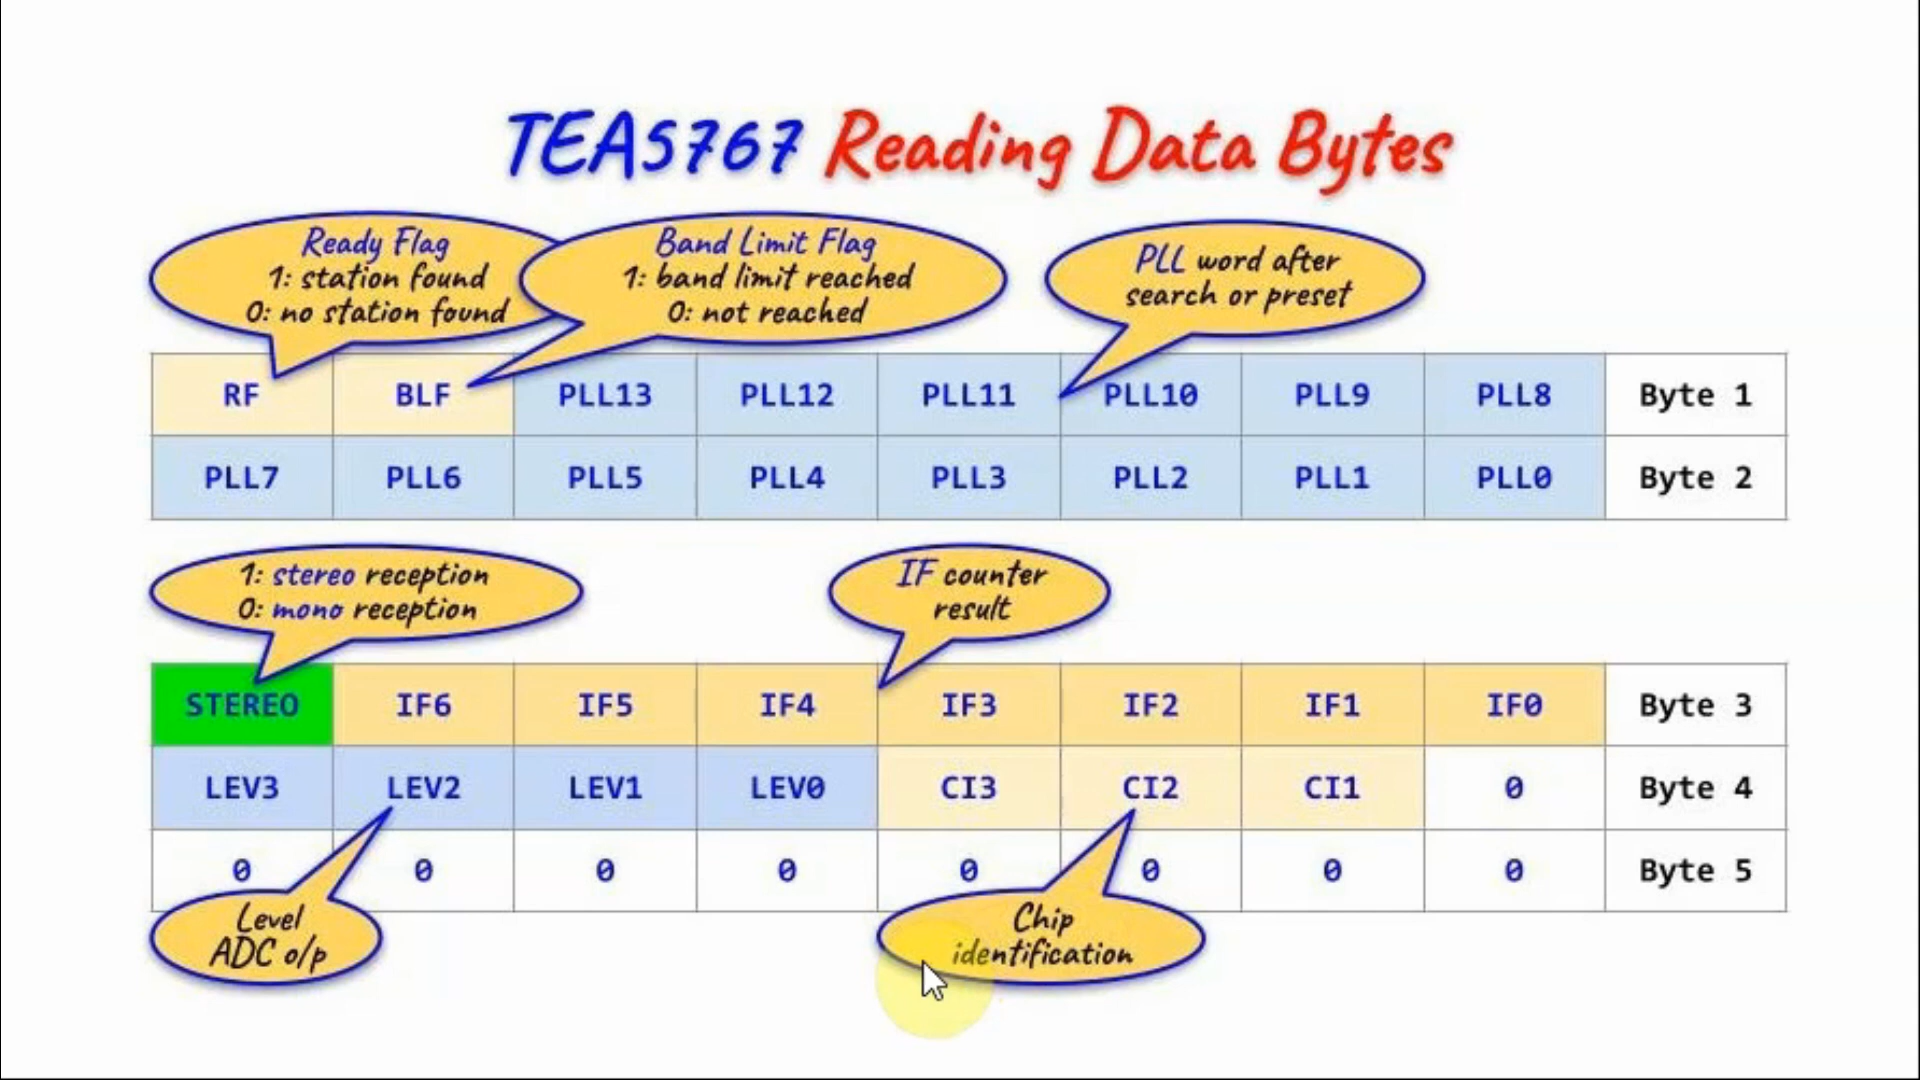 TEA5767 Reading Data Bytes
Ready Flag
1: station found
0: no station found
Band Limit Flag
1: band limit reached
0: not reached
PLL word after
search or preset
RF BLF PLL13 PLL12 PLL11 PLL10 PLL9 PLL8 Byte 1
PLL7 PLL6 PLL5 PLL4 PLL3 PLL2 PLL1 PLL0 Byte 2
1: stereo reception
0: mono reception
IF counter
result
STEREO IF6 IF5 IF4 IF3 IF2 IF1 IF0 Byte 3
LEV3 LEV2 LEV1 LEV0 CI3 CI2 CI1 0 Byte 4
0 0 0 0 0 0 0 0 Byte 5
Level
ADC o/p
Chip
identification